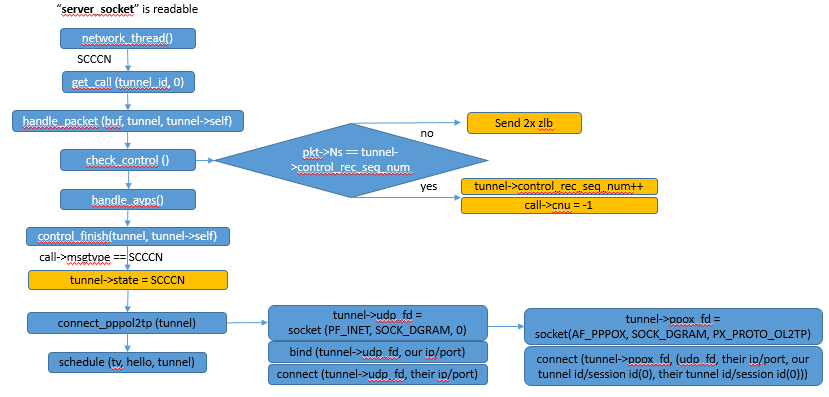 "server_socket" is readable
network_thread()
SCCCN
get_call (tunnel_id, 0)
handle_packet (buf, tunnel, tunnel->self)
check_control ()
pkt->Ns == tunnel-
>control_rec_seq_num
no
Send 2x zlb
yes
tunnel->control_rec_seq_num++
call->cnu = -1
handle_avps()
control_finish(tunnel, tunnel->self)
call->msgtype == SCCCN
tunnel->state = SCCCN
connect_pppol2tp (tunnel)
schedule (tv, hello, tunnel)
tunnel->udp_fd =
socket (PF_INET, SOCK_DGRAM, 0)
bind (tunnel->udp_fd, our ip/port)
connect (tunnel->udp_fd, their ip/port)
tunnel->ppox_fd =
socket(AF_PPPOX, SOCK_DGRAM, PX_PROTO_OL2TP)
connect (tunnel->ppox_fd, (udp_fd, their ip/port, our
tunnel id/session id(0), their tunnel id/session id(0)))